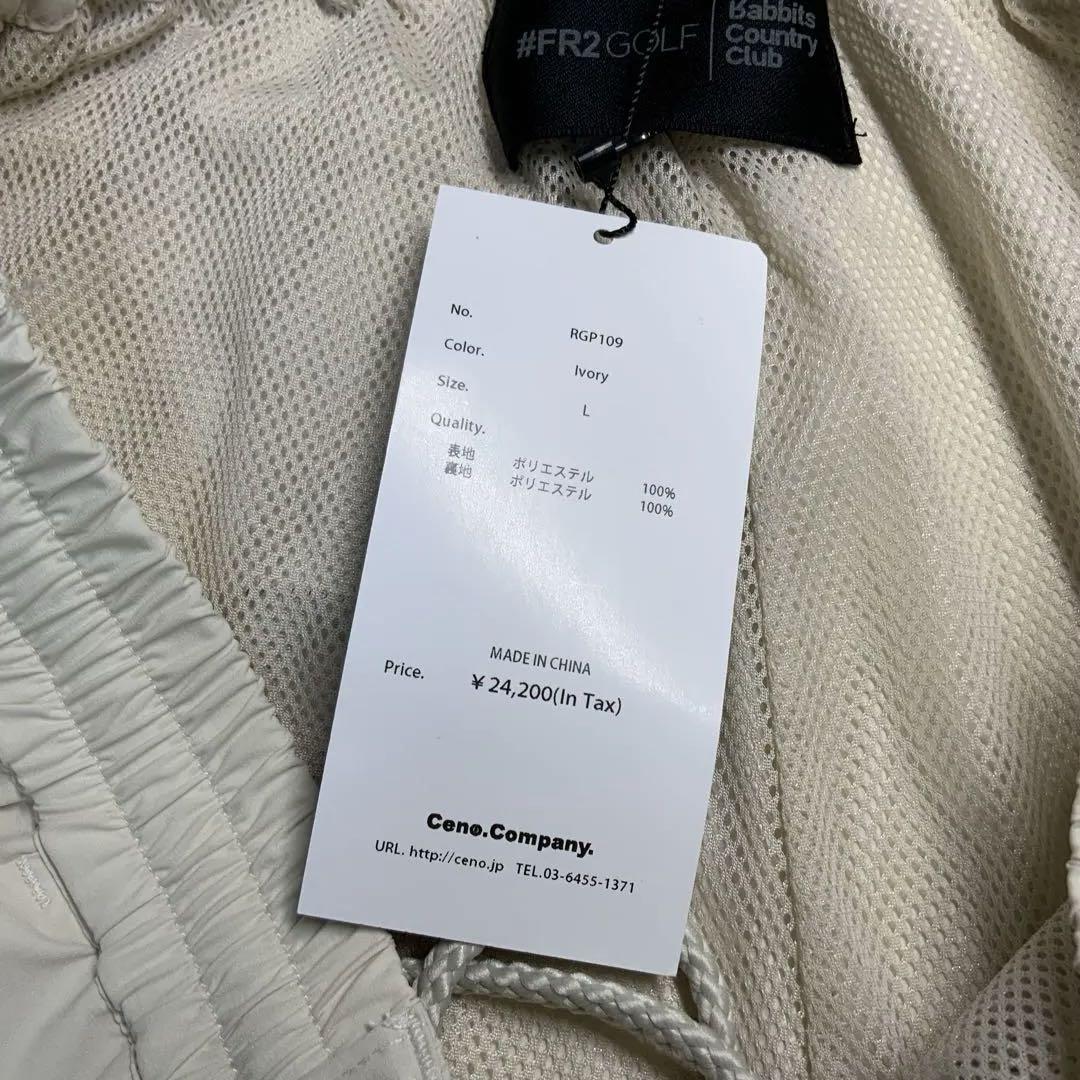 #FR2GOLF
Rabbits
Country
Club
No. RGP109
Color. Ivory
Size. L
Quality.
表地 ポリエステル 100%
裏地 ポリエステル 100%
MADE IN CHINA
Price. ¥24,200(In Tax)
Ceno.Company.
URL. http://ceno.jp TEL.03-6455-1371